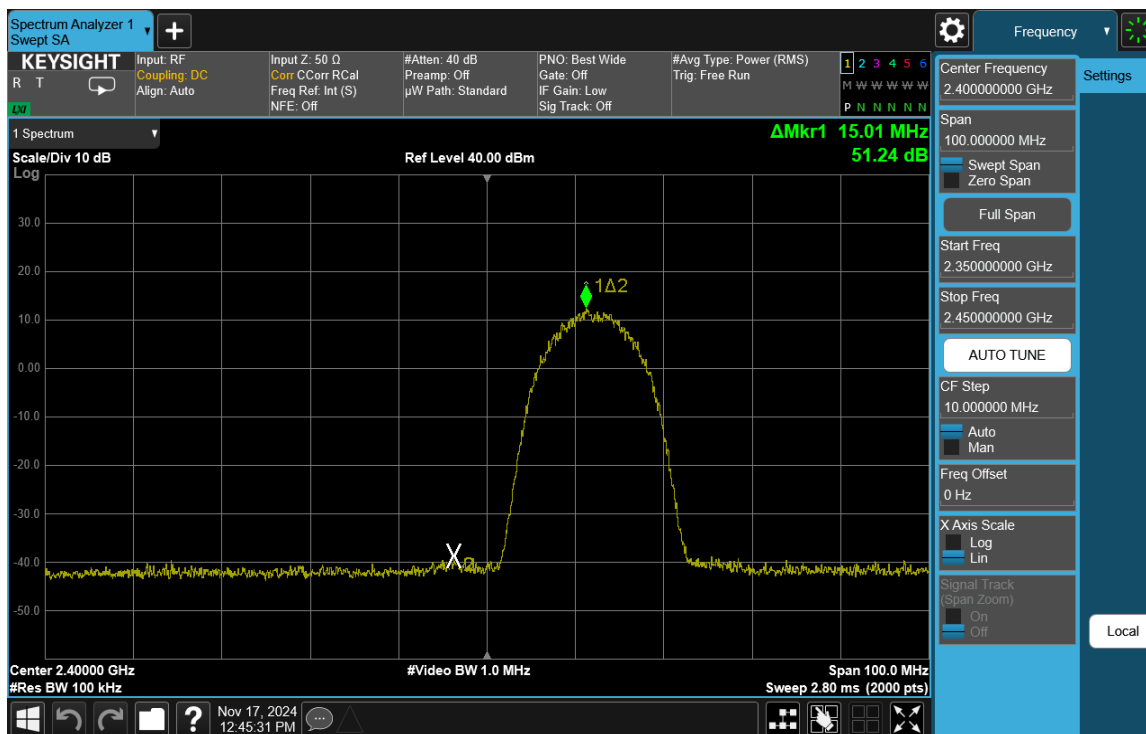 Spectrum Analyzer 1
Swept SA
Frequency
KEYSIGHT
R T
LXI
Input: RF
Coupling: DC
Align: Auto
Input Z: 50 Ω
Corr CCorr RCal
Freq Ref: Int (S)
NFE: Off
#Atten: 40 dB
Preamp: Off
µW Path: Standard
PNO: Best Wide
Gate: Off
IF Gain: Low
Sig Track: Off
#Avg Type: Power (RMS)
Trig: Free Run
1 2 3 4 5 6
M W W W W W
P N N N N N
1 Spectrum
Scale/Div 10 dB
Log
Ref Level 40.00 dBm
ΔMkr1 15.01 MHz
51.24 dB
30.0
20.0
10.0
0.00
-10.0
-20.0
-30.0
-40.0
-50.0
1Δ2
X2
Center 2.40000 GHz
#Res BW 100 kHz
#Video BW 1.0 MHz
Span 100.0 MHz
Sweep 2.80 ms (2000 pts)
Nov 17, 2024
12:45:31 PM
Center Frequency
2.400000000 GHz
Span
100.000000 MHz
Swept Span
Zero Span
Full Span
Start Freq
2.350000000 GHz
Stop Freq
2.450000000 GHz
AUTO TUNE
CF Step
10.000000 MHz
Auto
Man
Freq Offset
0 Hz
X Axis Scale
Log
Lin
Signal Track
(Span Zoom)
On
Off
Settings
Local